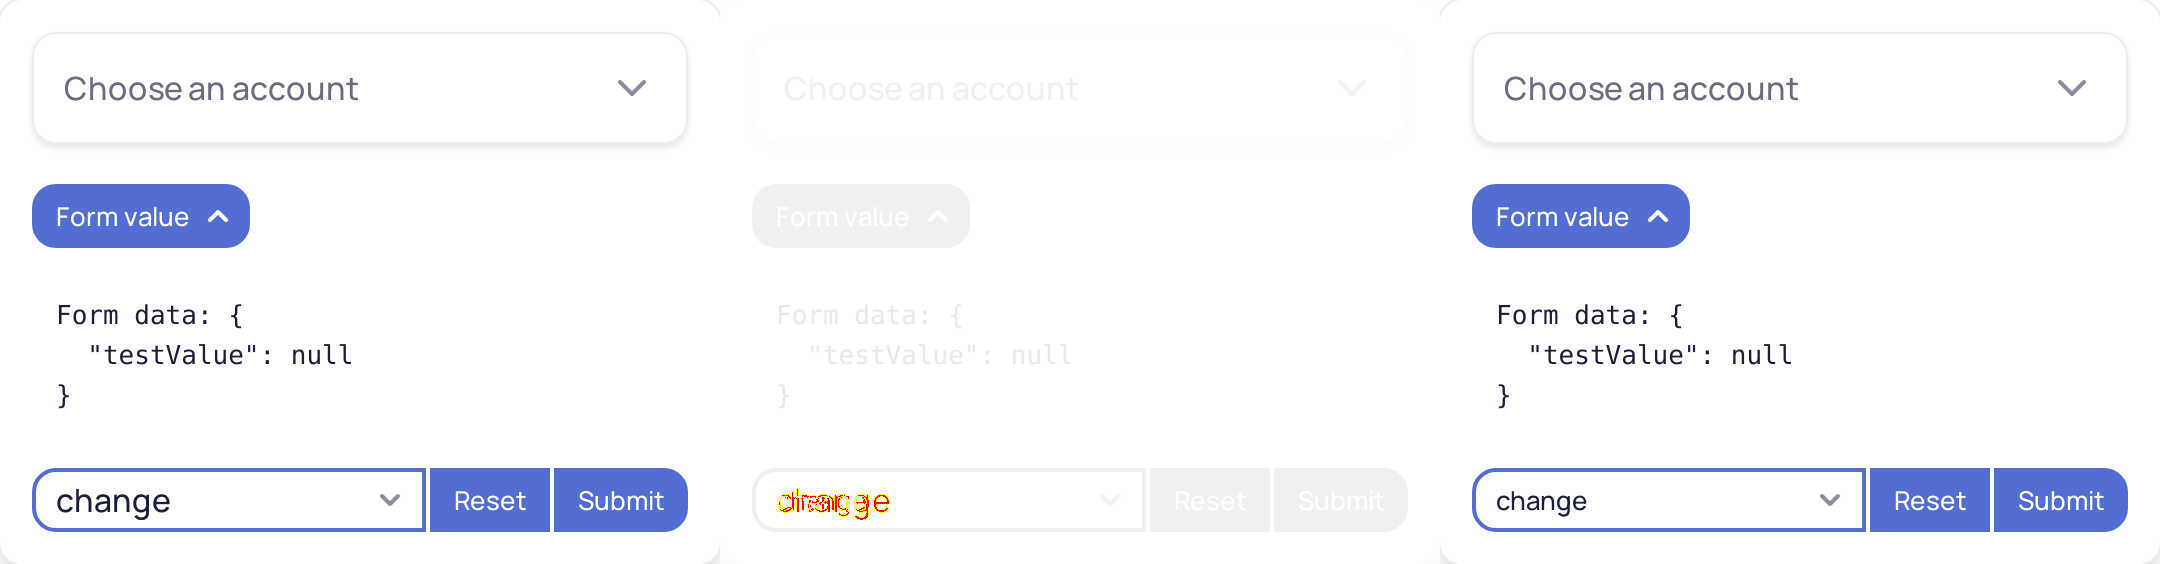 Choose an account
Form value
Form data: {
"testValue": null
}
change Reset Submit
Choose an account
Form value
Form data: {
"testValue": null
}
change Reset Submit
Choose an account
Form value
Form data: {
"testValue": null
}
change Reset Submit